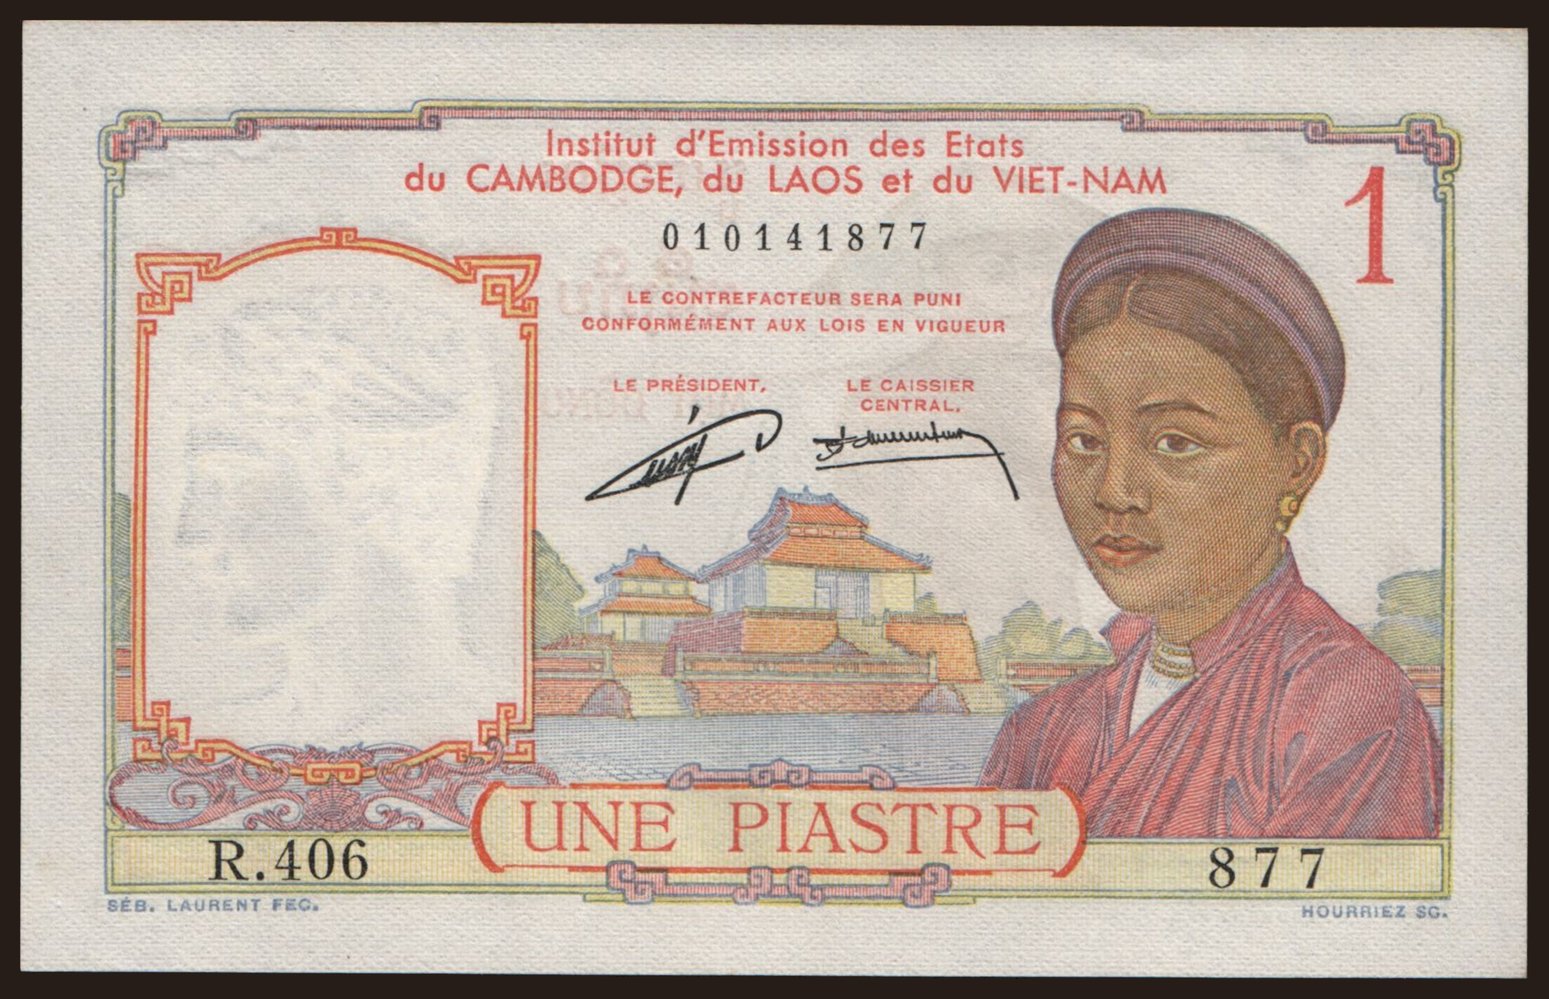 Institut d'Emission des Etats
du CAMBODGE, du LAOS et du VIET-NAM
1
010141877
LE CONTREFACTEUR SERA PUNI
CONFORMÉMENT AUX LOIS EN VIGUEUR
LE PRÉSIDENT,
LE CAISSIER
CENTRAL.
UNE PIASTRE
R.406
877
SÉB. LAURENT FEC.
HOURRIEZ SC.